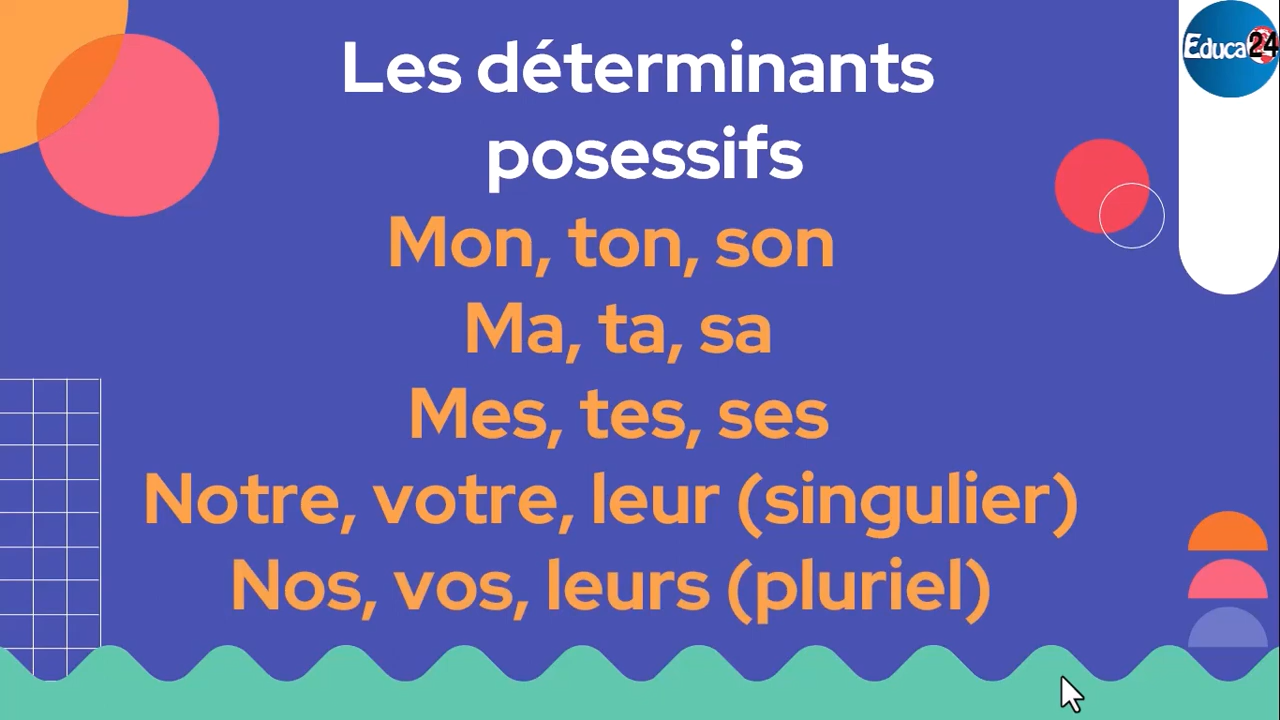 Educa24
Les déterminants
posessifs
Mon, ton, son
Ma, ta, sa
Mes, tes, ses
Notre, votre, leur (singulier)
Nos, vos, leurs (pluriel)